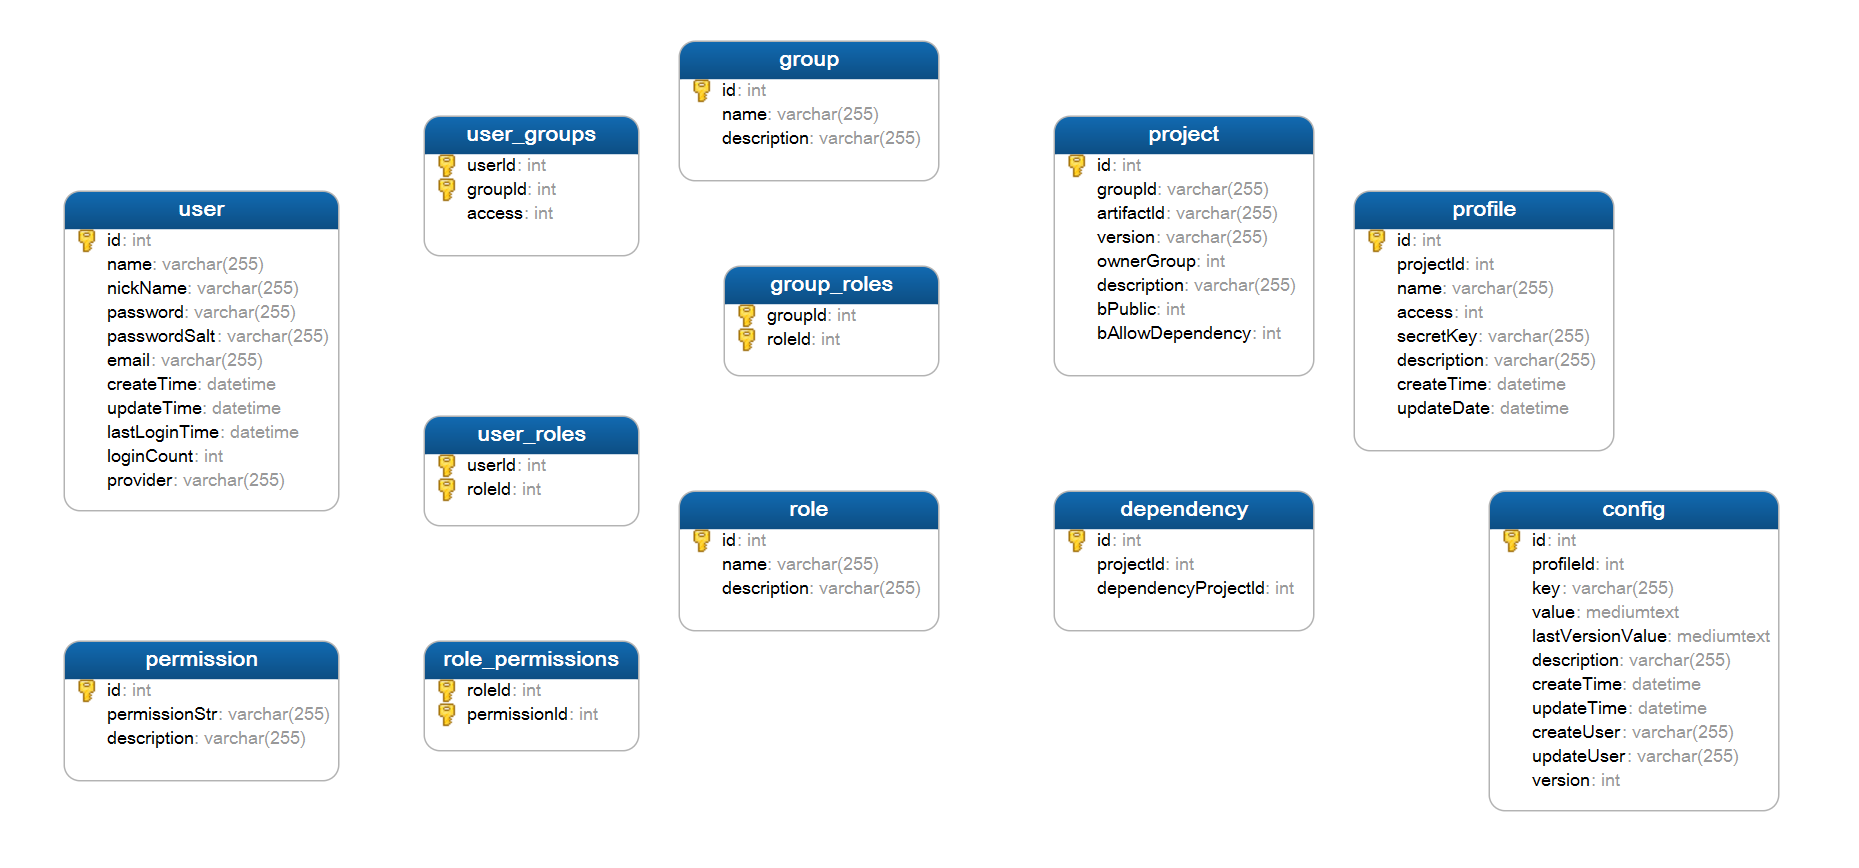 group
id: int
name: varchar(255)
description: varchar(255)
user_groups
userId: int
groupId: int
access: int
project
id: int
groupId: varchar(255)
artifactId: varchar(255)
version: varchar(255)
ownerGroup: int
description: varchar(255)
bPublic: int
bAllowDependency: int
user
id: int
name: varchar(255)
nickName: varchar(255)
password: varchar(255)
passwordSalt: varchar(255)
email: varchar(255)
createTime: datetime
updateTime: datetime
lastLoginTime: datetime
loginCount: int
provider: varchar(255)
profile
id: int
projectId: int
name: varchar(255)
access: int
secretKey: varchar(255)
description: varchar(255)
createTime: datetime
updateDate: datetime
group_roles
groupId: int
roleId: int
user_roles
userId: int
roleId: int
role
id: int
name: varchar(255)
description: varchar(255)
dependency
id: int
projectId: int
dependencyProjectId: int
config
id: int
profileId: int
key: varchar(255)
value: mediumtext
lastVersionValue: mediumtext
description: varchar(255)
createTime: datetime
updateTime: datetime
createUser: varchar(255)
updateUser: varchar(255)
version: int
permission
id: int
permissionStr: varchar(255)
description: varchar(255)
role_permissions
roleId: int
permissionId: int